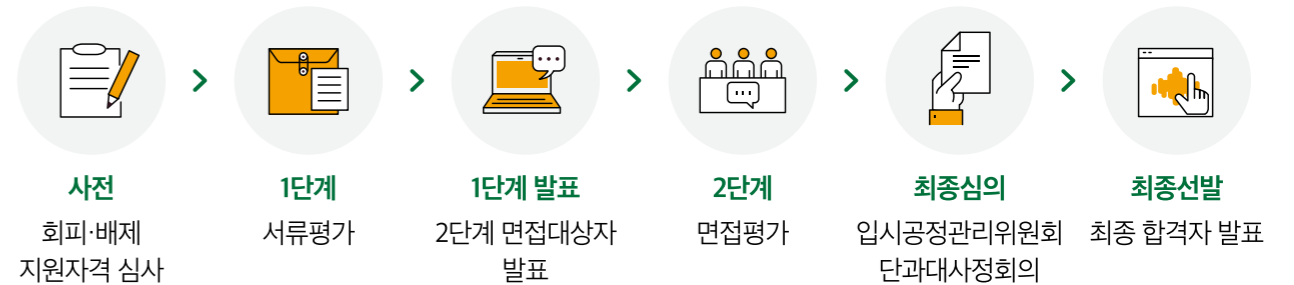 사전
회피·배제
지원자격 심사
1단계
서류평가
1단계 발표
2단계 면접대상자
발표
2단계
면접평가
최종심의
입시공정관리위원회
단과대사정회의
최종선발
최종 합격자 발표